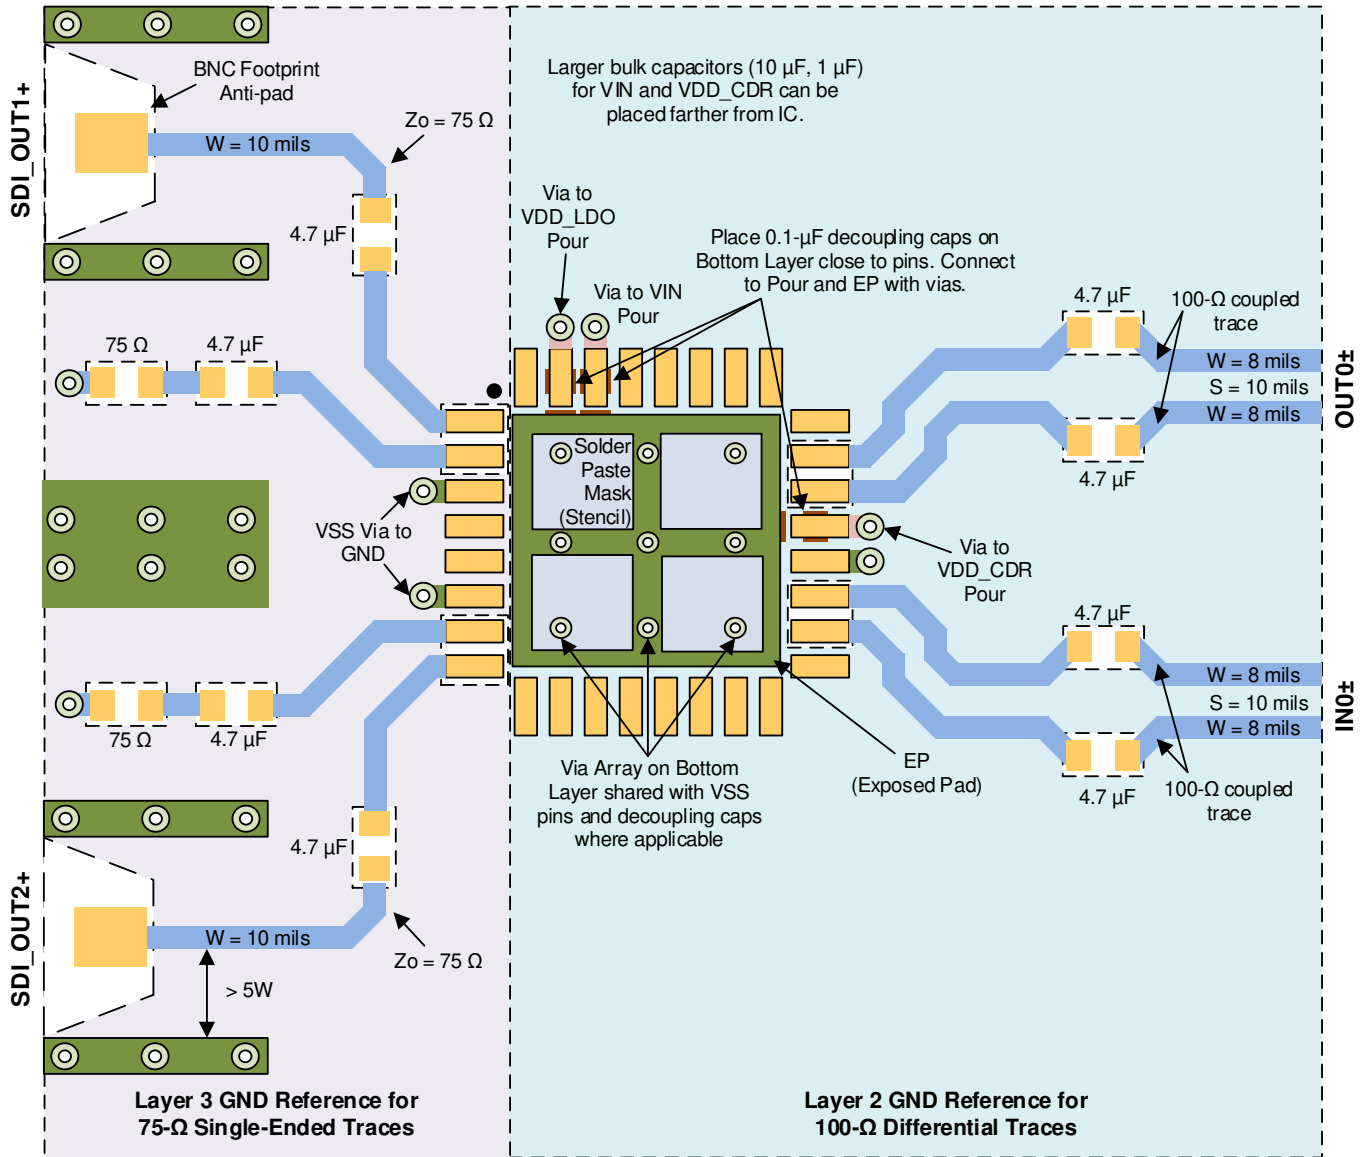 BNC Footprint
Anti-pad
SDI_OUT1+
W = 10 mils
Zo = 75 Ω
4.7 µF
75 Ω
4.7 µF
VSS Via to
GND
75 Ω
4.7 µF
4.7 µF
SDI_OUT2+
W = 10 mils
Zo = 75 Ω
> 5W
Layer 3 GND Reference for
75-Ω Single-Ended Traces
Larger bulk capacitors (10 µF, 1 µF)
for VIN and VDD_CDR can be
placed farther from IC.
Via to
VDD_LDO
Pour
Via to VIN
Pour
Place 0.1-µF decoupling caps on
Bottom Layer close to pins. Connect
to Pour and EP with vias.
Solder
Paste
Mask
(Stencil)
4.7 µF
100-Ω coupled
trace
W = 8 mils
S = 10 mils
W = 8 mils
4.7 µF
OUT0±
Via to
VDD_CDR
Pour
4.7 µF
W = 8 mils
S = 10 mils
W = 8 mils
4.7 µF
100-Ω coupled
trace
IN0±
EP
(Exposed Pad)
Via Array on Bottom
Layer shared with VSS
pins and decoupling caps
where applicable
Layer 2 GND Reference for
100-Ω Differential Traces